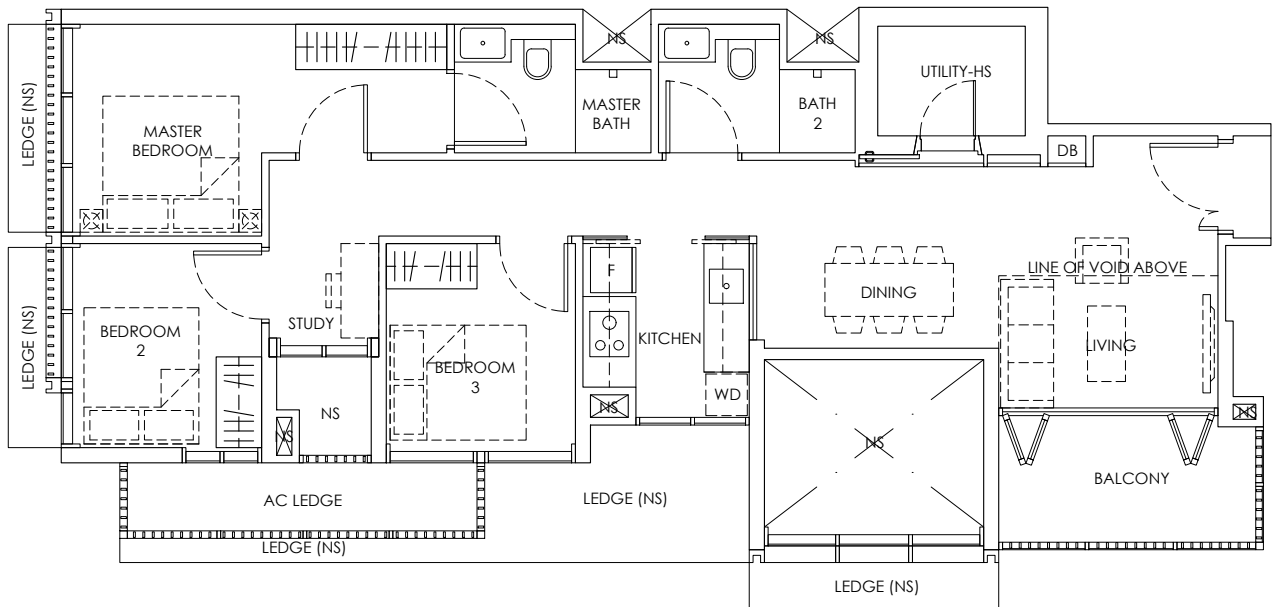 NS
NS
UTILITY-HS
LEDGE (NS)
MASTER
BEDROOM
MASTER
BATH
BATH
2
DB
F
LINE OF VOID ABOVE
DINING
STUDY
BEDROOM
2
LEDGE (NS)
KITCHEN
LIVING
BEDROOM
3
WD
NS
NS
NS
NS
NS
NS
BALCONY
AC LEDGE
LEDGE (NS)
LEDGE (NS)
LEDGE (NS)